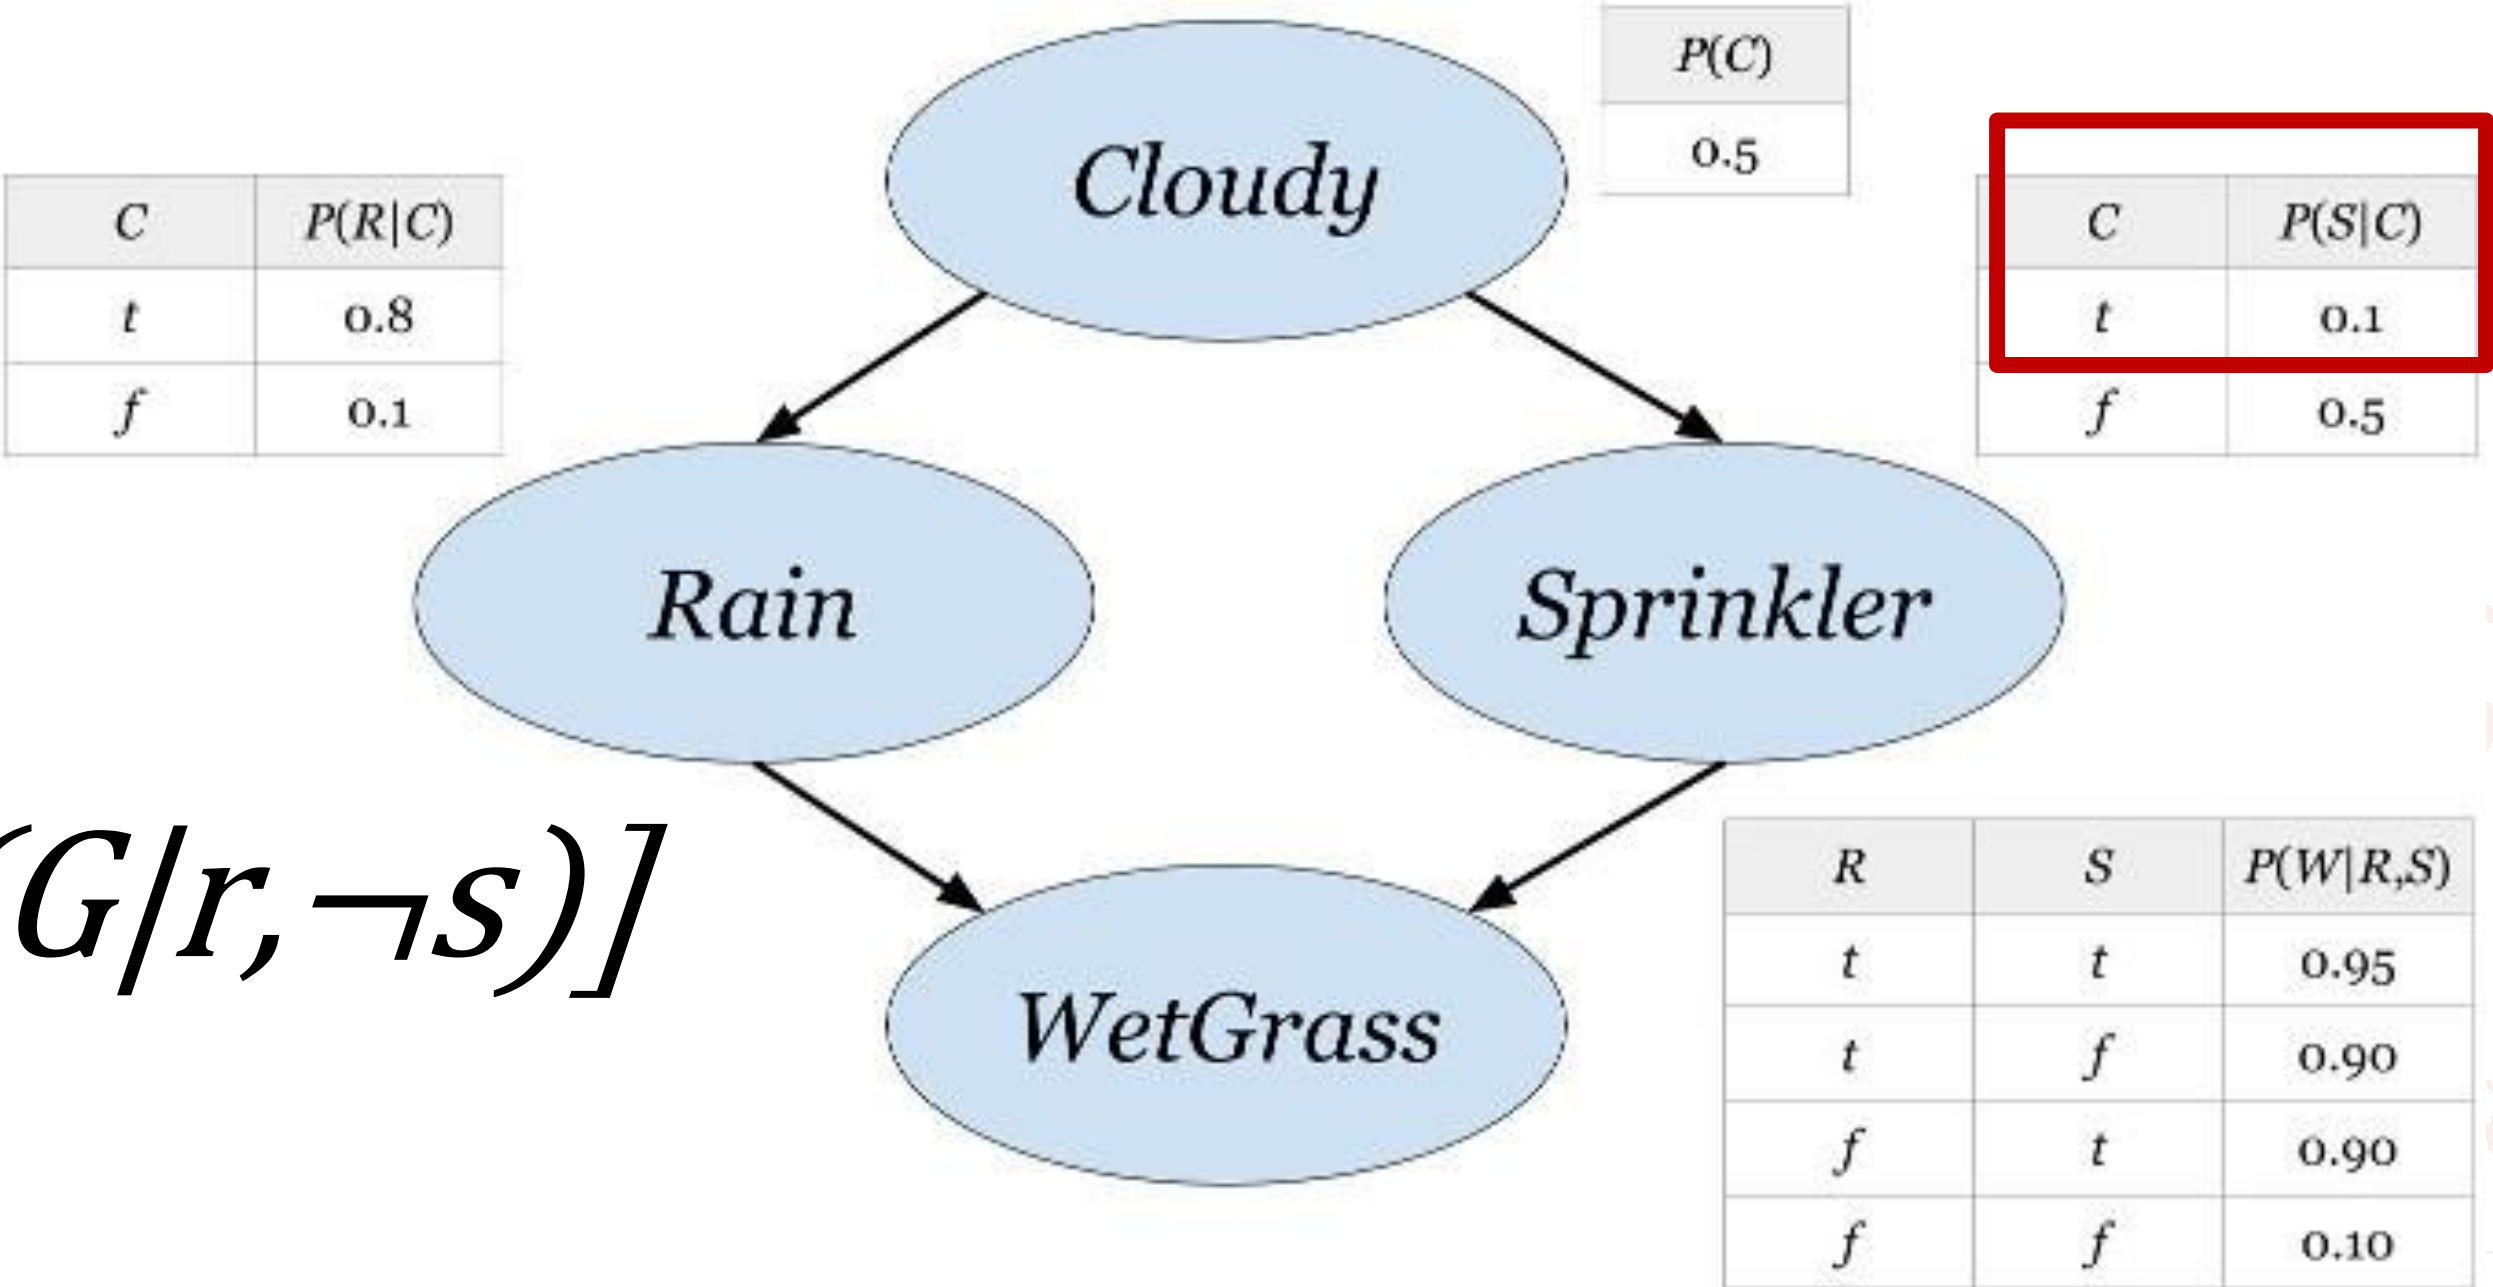 P(C)
0.5
Cloudy
C P(R|C)
t 0.8
f 0.1
C P(S|C)
t 0.1
f 0.5
Rain
Sprinkler
(G|r,¬s)]
WetGrass
R S P(W|R,S)
t t 0.95
t f 0.90
f t 0.90
f f 0.10